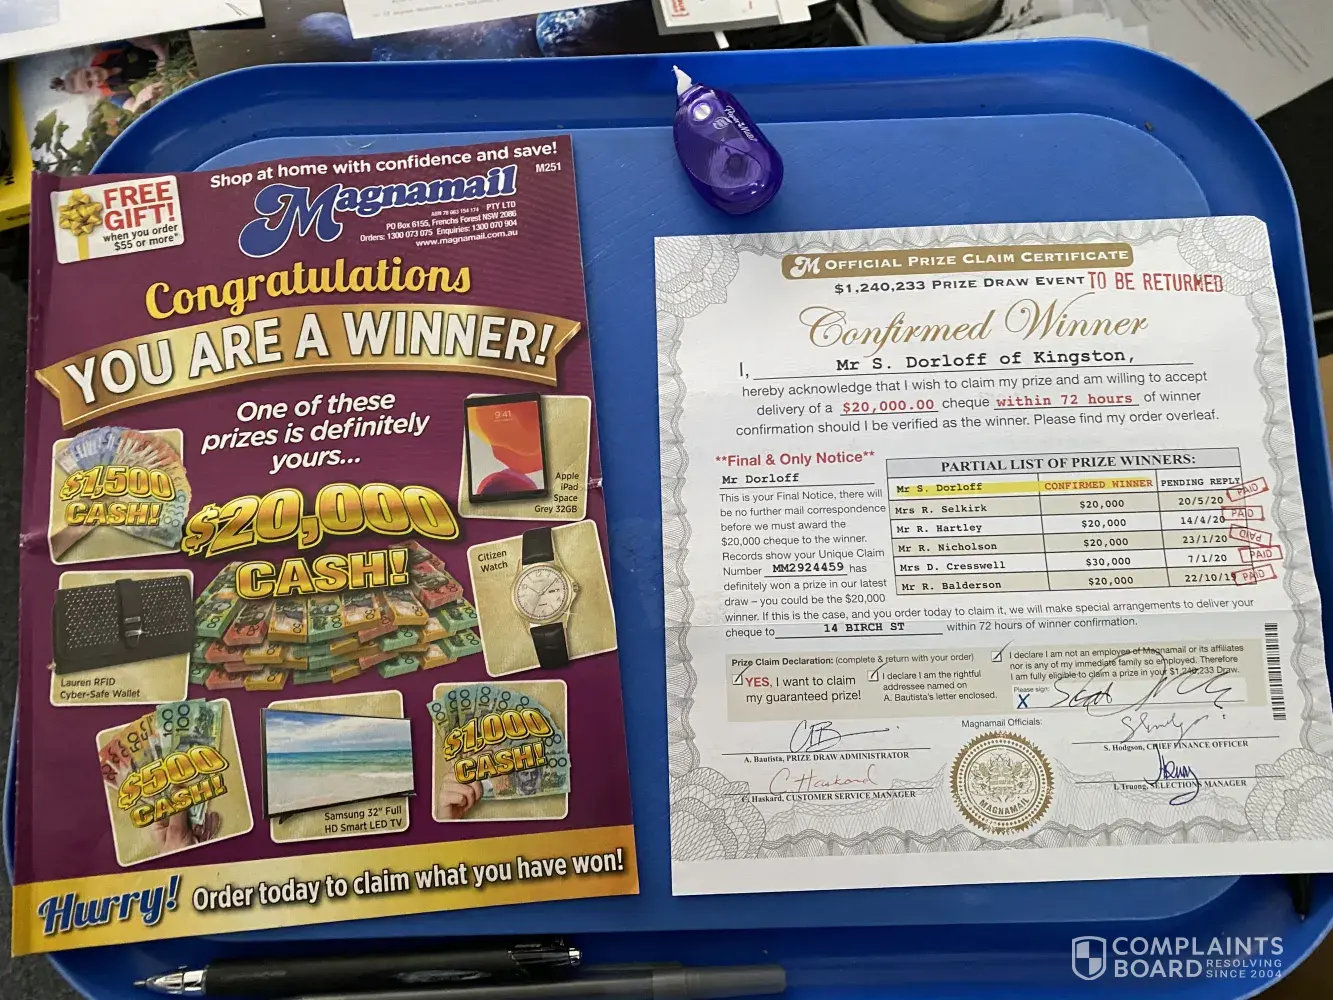 Shop at home with confidence and save!
M251
FREE
GIFT!
when you order
$55 or more*
Magnamail
ABN 78 003 154 174 PTY LTD
PO Box 6155, Frenchs Forest NSW 2086
Orders: 1300 073 075 Enquiries: 1300 070 904
www.magnamail.com.au
Congratulations
YOU ARE A WINNER!
One of these
prizes is definitely
yours...
9:41
Apple
iPad
Space
Grey 32GB
$1,500
CASH!
$20,000
CASH!
Citizen
Watch
Lauren RFID
Cyber-Safe Wallet
$500
CASH!
Samsung 32" Full
HD Smart LED TV
$1,000
CASH!
Hurry! Order today to claim what you have won!
Paper Mate
M OFFICIAL PRIZE CLAIM CERTIFICATE
$1,240,233 PRIZE DRAW EVENT TO BE RETURNED
Confirmed Winner
I, Mr S. Dorloff of Kingston,
hereby acknowledge that I wish to claim my prize and am willing to accept
delivery of a $20,000.00 cheque within 72 hours of winner
confirmation should I be verified as the winner. Please find my order overleaf.
**Final & Only Notice**
Mr Dorloff
This is your Final Notice, there will
be no further mail correspondence
before we must award the
$20,000 cheque to the winner.
Records show your Unique Claim
Number MM2924459 has
definitely won a prize in our latest
draw – you could be the $20,000
winner. If this is the case, and you order today to claim it, we will make special arrangements to deliver your
cheque to 14 BIRCH ST within 72 hours of winner confirmation.
PARTIAL LIST OF PRIZE WINNERS:
Mr S. Dorloff CONFIRMED WINNER PENDING REPLY
Mrs R. Selkirk $20,000 20/5/20 PAID
Mr R. Hartley $20,000 14/4/20 PAID
Mr R. Nicholson $20,000 23/1/20 PAID
Mrs D. Cresswell $30,000 7/1/20 PAID
Mr R. Balderson $20,000 22/10/19 PAID
Prize Claim Declaration: (complete & return with your order)
YES, I want to claim
my guaranteed prize!
I declare I am the rightful
addressee named on
A. Bautista's letter enclosed.
I declare I am not an employee of Magnamail or its affiliates
nor is any of my immediate family so employed. Therefore
I am fully eligible to claim a prize in your $1,240,233 Draw.
Please sign:
X
Magnamail Officials:
A. Bautista, PRIZE DRAW ADMINISTRATOR
S. Hodgson, CHIEF FINANCE OFFICER
C Haskard
C. Haskard, CUSTOMER SERVICE MANAGER
I. Truong, SELECTIONS MANAGER
MAGNAMAIL
COMPLAINTS
BOARD RESOLVING
SINCE 2004